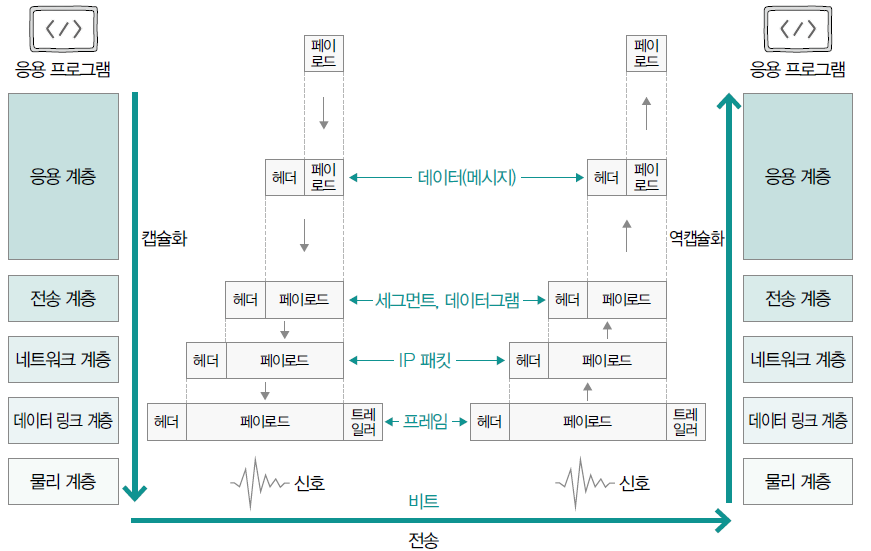 응용 프로그램
응용 프로그램
페이
로드
페이
로드
응용 계층
헤더
페이
로드
데이터(메시지)
헤더
페이
로드
응용 계층
캡슐화
역캡슐화
전송 계층
헤더
페이로드
세그먼트, 데이터그램
헤더
페이로드
전송 계층
네트워크 계층
헤더
페이로드
IP 패킷
헤더
페이로드
네트워크 계층
데이터 링크 계층
헤더
페이로드
트레
일러
프레임
헤더
페이로드
트레
일러
데이터 링크 계층
물리 계층
신호
신호
물리 계층
비트
전송